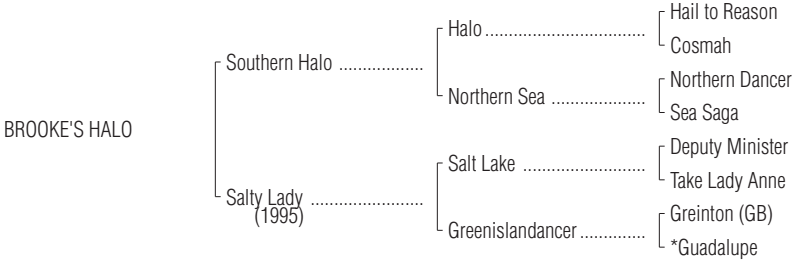 Hail to Reason
Halo ..................................
Cosmah
Southern Halo ..................
Northern Dancer
Northern Sea ....................
Sea Saga
BROOKE'S HALO
Deputy Minister
Salt Lake ..........................
Take Lady Anne
Salty Lady ........................
(1995)
Greinton (GB)
Greenislandancer ..............
*Guadalupe